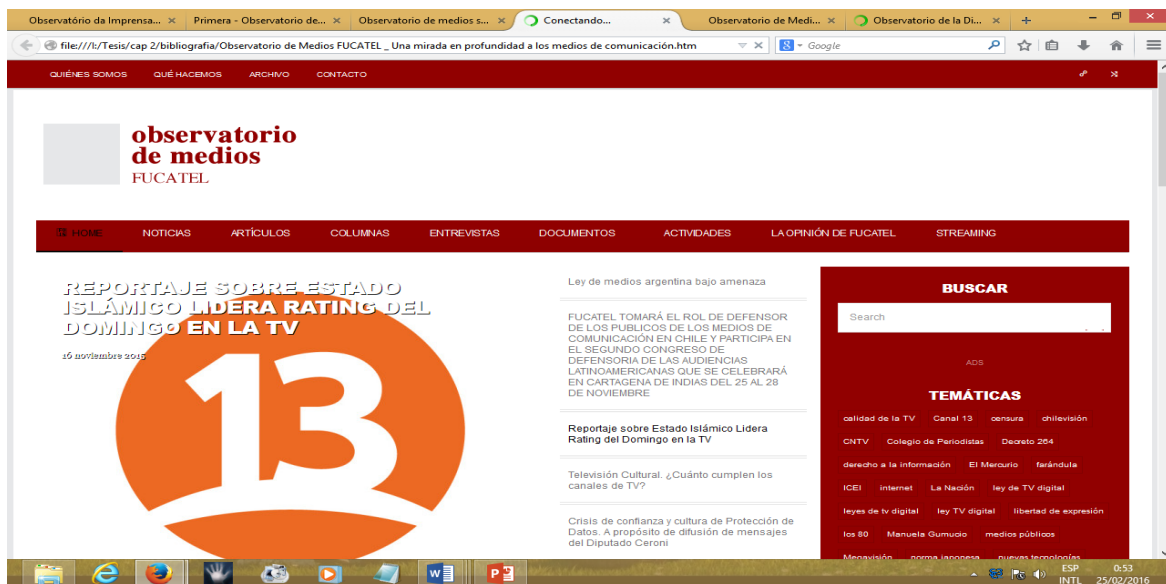 Observatório da Imprensa... × Primera - Observatorio de... × Observatorio de medios s... × Conectando... × Observatorio de Medi... × Observatorio de la Di... × +
file:///I:/Tesis/cap 2/bibliografia/Observatorio de Medios FUCATEL _ Una mirada en profundidad a los medios de comunicación.htm
8 Google
QUIÉNES SOMOS QUÉ HACEMOS ARCHIVO CONTACTO
observatorio
de medios
FUCATEL
HOME NOTICIAS ARTÍCULOS COLUMNAS ENTREVISTAS DOCUMENTOS ACTIVIDADES LA OPINIÓN DE FUCATEL STREAMING
REPORTAJE SOBRE ESTADO
ISLÁMICO LIDERA RATING DEL
DOMINGO EN LA TV
16 noviembre 2015
13
Ley de medios argentina bajo amenaza
FUCATEL TOMARÁ EL ROL DE DEFENSOR
DE LOS PUBLICOS DE LOS MEDIOS DE
COMUNICACIÓN EN CHILE Y PARTICIPA EN
EL SEGUNDO CONGRESO DE
DEFENSORIA DE LAS AUDIENCIAS
LATINOAMERICANAS QUE SE CELEBRARÁ
EN CARTAGENA DE INDIAS DEL 25 AL 28
DE NOVIEMBRE
Reportaje sobre Estado Islámico Lidera
Rating del Domingo en la TV
Televisión Cultural. ¿Cuánto cumplen los
canales de TV?
Crisis de confianza y cultura de Protección de
Datos. A propósito de difusión de mensajes
del Diputado Ceroni
BUSCAR
Search
ADS
TEMÁTICAS
calidad de la TV Canal 13 censura chilevisión
CNTV Colegio de Periodistas Decreto 264
derecho a la información El Mercurio farándula
ICEI internet La Nación ley de TV digital
leyes de tv digital ley TV digital libertad de expresión
los 80 Manuela Gumucio medios públicos
Megavisión norma japonesa nuevas tecnologías
ESP 0:53
INTL 25/02/2016